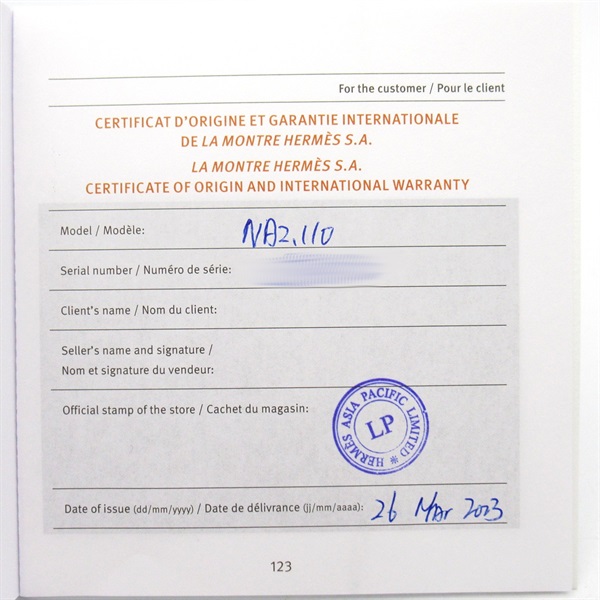 For the customer / Pour le client
CERTIFICAT D'ORIGINE ET GARANTIE INTERNATIONALE
DE LA MONTRE HERMÈS S.A.
LA MONTRE HERMÈS S.A.
CERTIFICATE OF ORIGIN AND INTERNATIONAL WARRANTY
Model / Modèle: NA2.110
Serial number / Numéro de série:
Client's name / Nom du client:
Seller's name and signature /
Nom et signature du vendeur:
Official stamp of the store / Cachet du magasin:
HERMÈS ASIA PACIFIC LIMITED
LP
Date of issue (dd/mm/yyyy) / Date de délivrance (jj/mm/aaaa): 26 Mar 2023
123